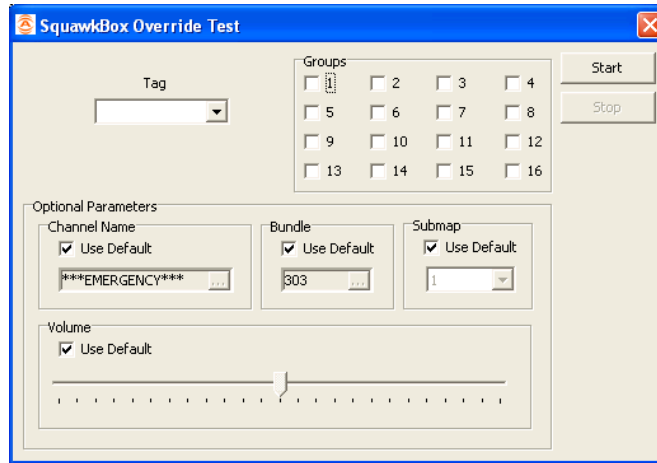 SquawkBox Override Test
Tag
Groups
1 2 3 4
5 6 7 8
9 10 11 12
13 14 15 16
Start
Stop
Optional Parameters
Channel Name
Use Default
***EMERGENCY*** ...
Bundle
Use Default
303 ...
Submap
Use Default
1
Volume
Use Default